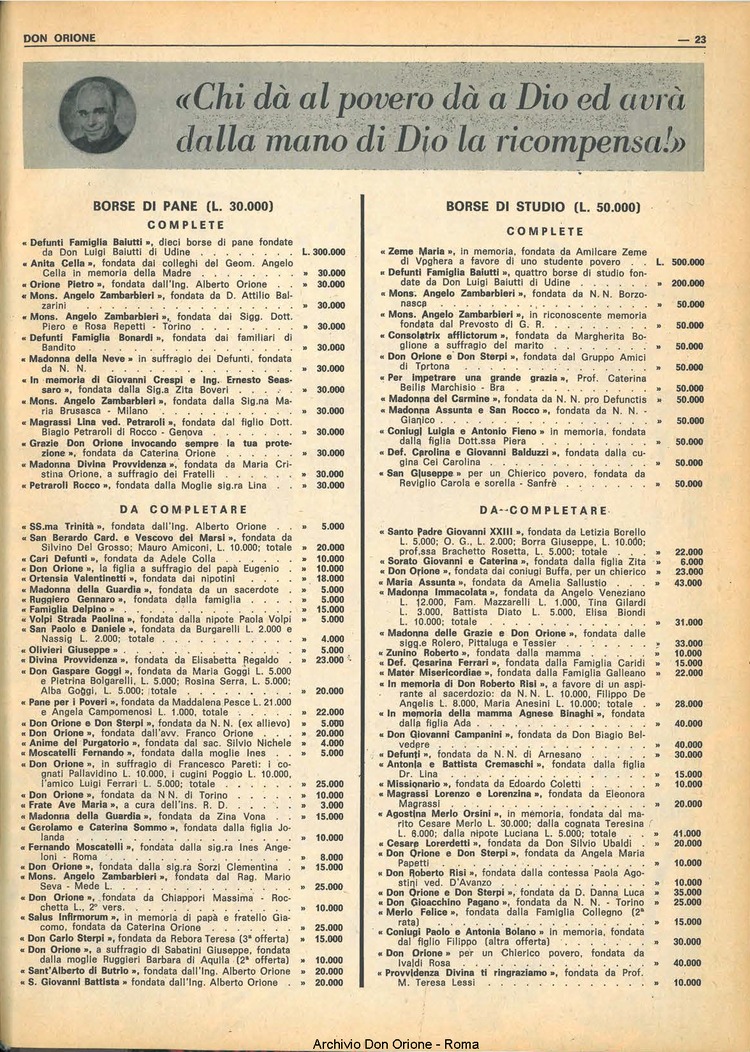 DON ORIONE — 23
«Chi dà al povero dà a Dio ed avrà
dalla mano di Dio la ricompensa!»
BORSE DI PANE (L. 30.000)
COMPLETE
« Defunti Famiglia Baiutti », dieci borse di pane fondate
da Don Luigi Baiutti di Udine . . . . . . . L. 300.000
« Anita Cella », fondata dai colleghi del Geom. Angelo
Cella in memoria della Madre . . . . . . . » 30.000
« Orione Pietro », fondata dall'Ing. Alberto Orione . . » 30.000
« Mons. Angelo Zambarbieri », fondata da D. Attilio Bal-
zarini . . . . . . . . . . . . » 30.000
« Mons. Angelo Zambarbieri », fondata dai Sigg. Dott.
Piero e Rosa Repetti - Torino . . . . . . . » 30.000
« Defunti Famiglia Bonardi », fondata dai familiari di
Bandito . . . . . . . . . . . . » 30.000
« Madonna della Neve » in suffragio dei Defunti, fondata
da N. N. . . . . . . . . . . . » 30.000
« In memoria di Giovanni Crespi e Ing. Ernesto Seas-
saro », fondata dalla Sig.a Zita Boveri . . . . » 30.000
« Mons. Angelo Zambarbieri », fondata dalla Sig.na Ma-
ria Brusasca - Milano . . . . . . . . » 30.000
« Magrassi Lina ved. Petraroli », fondata dal figlio Dott.
Biagio Petraroli di Rocco - Genova . . . . . » 30.000
« Grazie Don Orione invocando sempre la tua prote-
zione », fondata da Caterina Orione . . . . . » 30.000
« Madonna Divina Provvidenza », fondata da Maria Cri-
stina Orione, a suffragio dei Fratelli . . . . . » 30.000
« Petraroli Rocco », fondata dalla Moglie sig.ra Lina . . » 30.000
DA COMPLETARE
« SS.ma Trinità », fondata dall'Ing. Alberto Orione . . » 5.000
« San Berardo Card. e Vescovo dei Marsi », fondata da
Silvino Del Grosso; Mauro Amiconi, L. 10.000; totale » 20.000
« Cari Defunti », fondata da Adele Colla . . . . . » 10.000
« Don Orione », la figlia a suffragio del papà Eugenio . » 10.000
« Ortensia Valentinetti », fondata dai nipotini . . . » 18.000
« Madonna della Guardia », fondata da un sacerdote . » 5.000
« Ruggiero Gennaro », fondata dalla famiglia . . . . » 5.000
« Famiglia Delpino » . . . . . . . . . » 15.000
« Volpi Strada Paolina », fondata dalla nipote Paola Volpi » 5.000
« San Paolo e Daniele », fondata da Burgarelli L. 2.000 e
Nassig L. 2.000; totale . . . . . . . . » 4.000
« Olivieri Giuseppe » . . . . . . . . . » 5.000
« Divina Provvidenza », fondata da Elisabetta Regaldo . » 23.000
« Don Gaspare Goggi », fondata da Maria Goggi L. 5.000
e Pietrina Bolgarelli, L. 5.000; Rosina Serra, L. 5.000;
Alba Goggi, L. 5.000; totale . . . . . . . » 20.000
« Pane per i Poveri », fondata da Maddalena Pesce L. 21.000
e Angela Campomenosi L. 1.000, totale . . . . » 22.000
« Don Orione e Don Sterpi », fondata da N. N. (ex allievo) » 5.000
« Don Orione », fondata dall'avv. Franco Orione . . » 20.000
« Anime del Purgatorio », fondata dal sac. Silvio Nichele » 4.000
« Moscatelli Fernando », fondata dalla moglie Ines . . » 5.000
« Don Orione », in suffragio di Francesco Pareti: i co-
gnati Pallavidino L. 10.000, i cugini Poggio L. 10.000,
l'amico Luigi Ferrari L. 5.000; totale . . . . . » 25.000
« Don Orione », fondata da N N. di Torino . . . . » 10.000
« Frate Ave Maria », a cura dell'Ins. R. D. . . . . » 3.000
« Madonna della Guardia », fondata da Zina Vona . . » 15.000
« Gerolamo e Caterina Sommo », fondata dalla figlia Jo-
landa . . . . . . . . . . . . » 10.000
« Fernando Moscatelli », fondata dalla sig.ra Ines Ange-
loni - Roma . . . . . . . . . . » 8.000
« Don Orione », fondata dalla sig.ra Sorzi Clementina . » 15.000
« Mons. Angelo Zambarbieri », fondata dal Rag. Mario
Seva - Mede L. . . . . . . . . . » 25.000
« Don Orione », fondata da Chiappori Massima - Roc-
chetta L., 2º vers. . . . . . . . . . » 10.000
« Salus Infirmorum », in memoria di papà e fratello Gia-
como, fondata da Caterina Orione . . . . . . » 25.000
« Don Carlo Sterpi », fondata da Rebora Teresa (3ª offerta) » 15.000
« Don Orione », a suffragio di Sabatini Giuseppe, fondata
dalla moglie Ruggieri Barbara di Aquila (2ª offerta) » 10.000
« Sant'Alberto di Butrio », fondata dall'Ing. Alberto Orione » 20.000
« S. Giovanni Battista » fondata dall'Ing. Alberto Orione . » 20.000
BORSE DI STUDIO (L. 50.000)
COMPLETE
« Zeme Maria », in memoria, fondata da Amilcare Zeme
di Voghera a favore di uno studente povero . . . L. 500.000
« Defunti Famiglia Baiutti », quattro borse di studio fon-
date da Don Luigi Baiutti di Udine . . . . . » 200.000
« Mons. Angelo Zambarbieri », fondata da N. N. Borzo-
nasca . . . . . . . . . . . . » 50.000
« Mons. Angelo Zambarbieri », in riconoscente memoria
fondata dal Prevosto di G. R. . . . . . . . » 50.000
« Consolatrix afflictorum », fondata da Margherita Bo-
glione a suffragio del marito . . . . . . . » 50.000
« Don Orione e Don Sterpi », fondata dal Gruppo Amici
di Tortona . . . . . . . . . . . » 50.000
« Per impetrare una grande grazia », Prof. Caterina
Beilis Marchisio - Bra . . . . . . . . » 50.000
« Madonna del Carmine », fondata da N. N. pro Defunctis » 50.000
« Madonna Assunta e San Rocco », fondata da N. N. -
Gianico . . . . . . . . . . . . » 50.000
« Coniugi Luigia e Antonio Fieno » in memoria, fondata
dalla figlia Dott.ssa Piera . . . . . . . . » 50.000
« Def. Carolina e Giovanni Balduzzi », fondata dalla cu-
gina Cei Carolina . . . . . . . . . » 50.000
« San Giuseppe » per un Chierico povero, fondata da
Reviglio Carola e sorella - Sanfrè . . . . . . » 50.000
DA COMPLETARE
« Santo Padre Giovanni XXIII », fondata da Letizia Borello
L. 5.000; O. G., L. 2.000; Borra Giuseppe, L. 10.000;
prof.ssa Brachetto Rosetta, L. 5.000; totale . . . » 22.000
« Sorato Giovanni e Caterina », fondata dalla figlia Zita » 6.000
« Don Orione », fondata dai coniugi Buffa, per un chierico » 23.000
« Maria Assunta », fondata da Amelia Sallustio . . . » 43.000
« Madonna Immacolata », fondata da Angelo Veneziano
L. 12.000, Fam. Mazzarelli L. 1.000, Tina Gilardi
L. 3.000, Battista Diato L. 5.000, Elisa Biondi
L. 10.000; totale . . . . . . . . . » 31.000
« Madonna delle Grazie e Don Orione », fondata dalle
sigg.e Rolero, Pittaluga e Tessier . . . . . . » 33.000
« Zunino Roberto », fondata dalla mamma . . . . » 10.000
« Def. Cesarina Ferrari », fondata dalla Famiglia Caridi » 15.000
« Mater Misericordiae », fondata dalla Famiglia Galleano » 22.000
« In memoria di Don Roberto Risi », a favore di un aspi-
rante al sacerdozio: da N. N. L. 10.000, Filippo De
Angelis L. 8.000, Maria Anesini L. 10.000; totale . » 28.000
« In memoria della mamma Agnese Binaghi », fondata
dalla figlia Ada . . . . . . . . . . » 40.000
« Don Giovanni Campanini », fondata da Don Biagio Bel-
vedere . . . . . . . . . . . . » 40.000
« Defunti », fondata da N. N. di Arnesano . . . . » 30.000
« Antonia e Battista Cremaschi », fondata dalla figlia
Dr. Lina . . . . . . . . . . . » 15.000
« Missionario », fondata da Edoardo Coletti . . . . » 10.000
« Magrassi Lorenzo e Lorenzina », fondata da Eleonora
Magrassi . . . . . . . . . . . » 20.000
« Agostina Merlo Orsini », in memoria, fondata dal ma-
rito Cesare Merlo L. 30.000; dalla cognata Teresina
L. 6.000; dalla nipote Luciana L. 5.000; totale . » 41.000
« Cesare Lorerdetti », fondata da Don Silvio Ubaldi . » 20.000
« Don Orione e Don Sterpi », fondata da Angela Maria
Papetti . . . . . . . . . . . . » 10.000
« Don Roberto Risi », fondata dalla contessa Paola Ago-
stini ved. D'Avanzo . . . . . . . . . » 10.000
« Don Orione e Don Sterpi », fondata da D. Danna Luca » 35.000
« Don Gioacchino Pagano », fondata da N. N. - Torino » 25.000
« Merlo Felice », fondata dalla Famiglia Collegno (2ª
rata) . . . . . . . . . . . . » 15.000
« Coniugi Paolo e Antonia Bolano » in memoria, fondata
dal figlio Filippo (altra offerta) . . . . . . » 30.000
« Don Orione » per un Chierico povero, fondata da
Ivaldi Rosa . . . . . . . . . . » 40.000
« Provvidenza Divina ti ringraziamo », fondata da Prof.
M. Teresa Lessi . . . . . . . . . . » 10.000
Archivio Don Orione - Roma